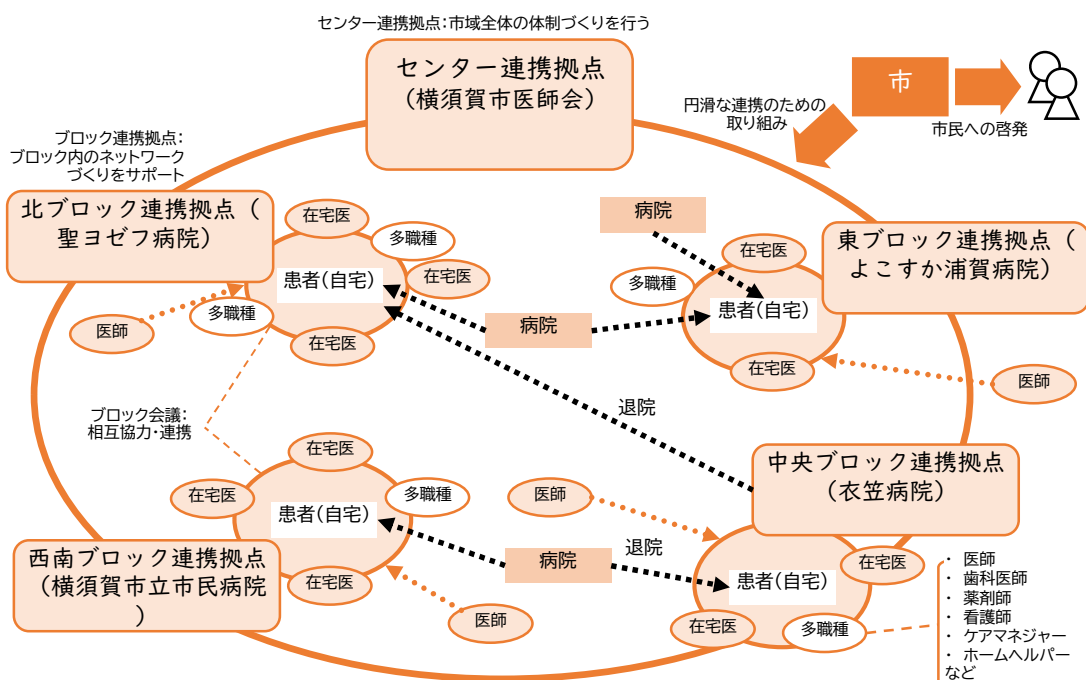 センター連携拠点：市域全体の体制づくりを行う
センター連携拠点
（横須賀市医師会）
市
円滑な連携のための
取り組み
市民への啓発
ブロック連携拠点：
ブロック内のネットワーク
づくりをサポート
北ブロック連携拠点（
聖ヨゼフ病院）
在宅医
多職種
在宅医
患者（自宅）
多職種
在宅医
医師
病院
病院
東ブロック連携拠点（
よこすか浦賀病院）
在宅医
多職種
患者（自宅）
在宅医
医師
退院
ブロック会議：
相互協力・連携
在宅医
在宅医
多職種
患者（自宅）
在宅医
医師
西南ブロック連携拠点
（横須賀市立市民病院
）
病院
退院
医師
中央ブロック連携拠点
（衣笠病院）
患者（自宅）
在宅医
在宅医
多職種
・ 医師
・ 歯科医師
・ 薬剤師
・ 看護師
・ ケアマネジャー
・ ホームヘルパー
など